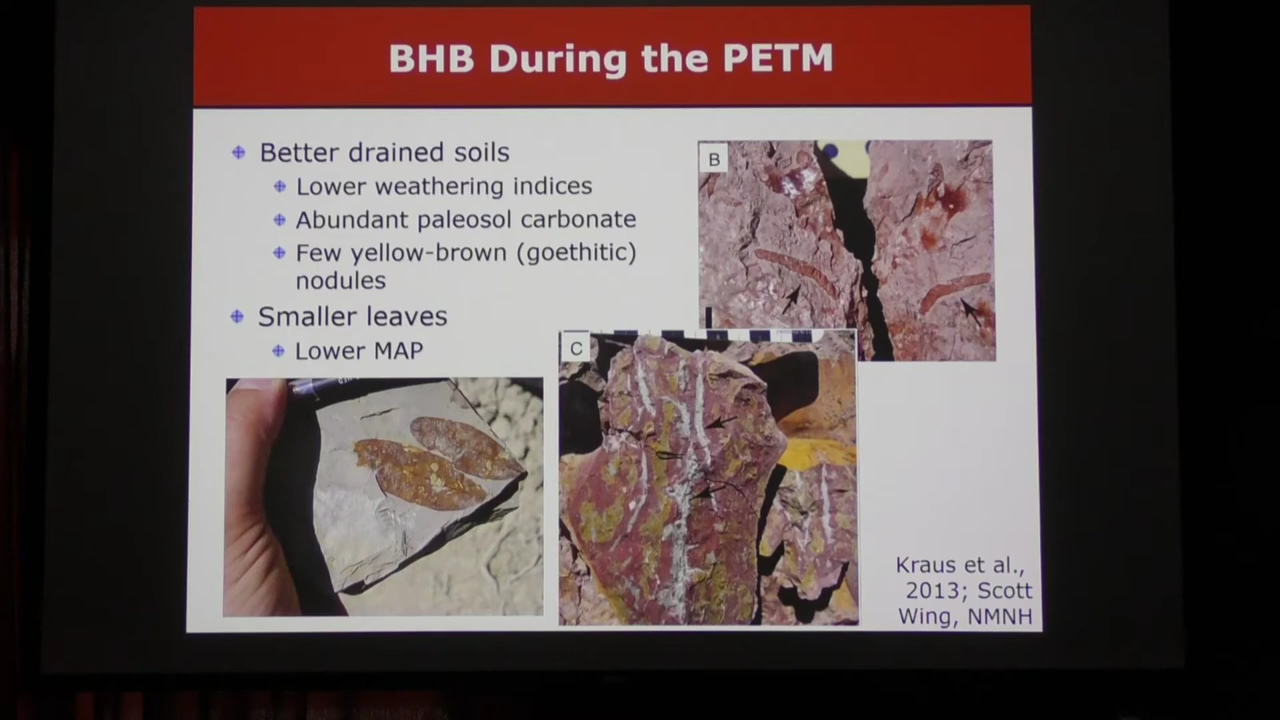 BHB During the PETM
Better drained soils
Lower weathering indices
Abundant paleosol carbonate
Few yellow-brown (goethitic)
nodules
Smaller leaves
Lower MAP
B
C
Kraus et al.,
2013; Scott
Wing, NMNH